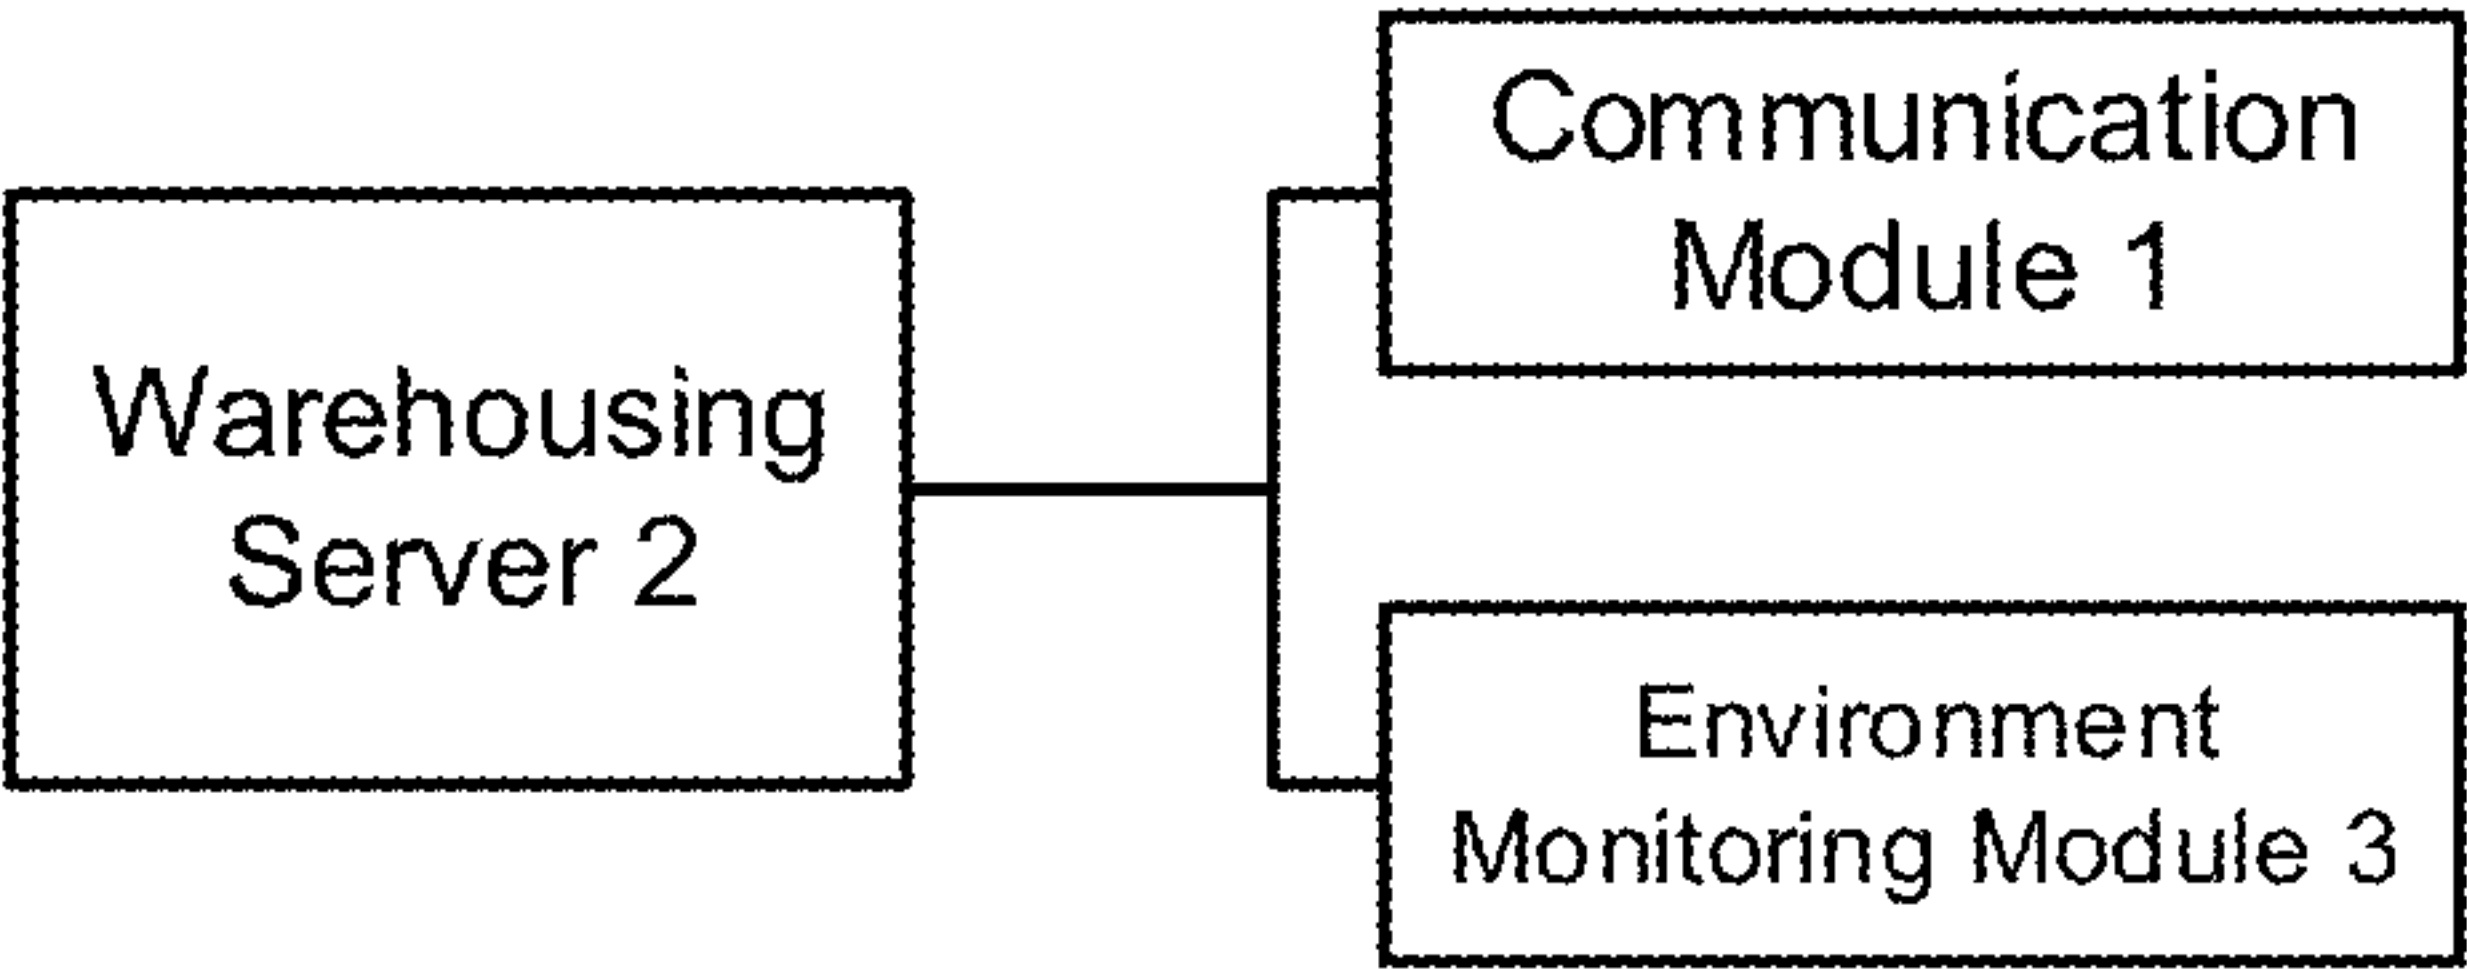 Warehousing
Server 2
Communication
Module 1
Environment
Monitoring Module 3